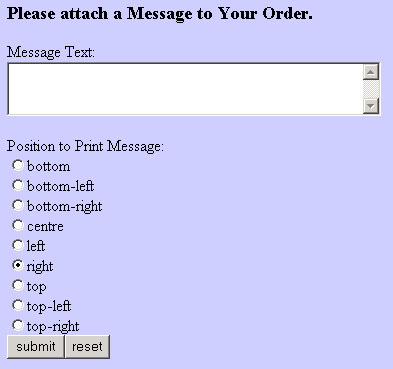 Please attach a Message to Your Order.
Message Text:
Position to Print Message:
bottom
bottom-left
bottom-right
centre
left
right
top
top-left
top-right
submit reset